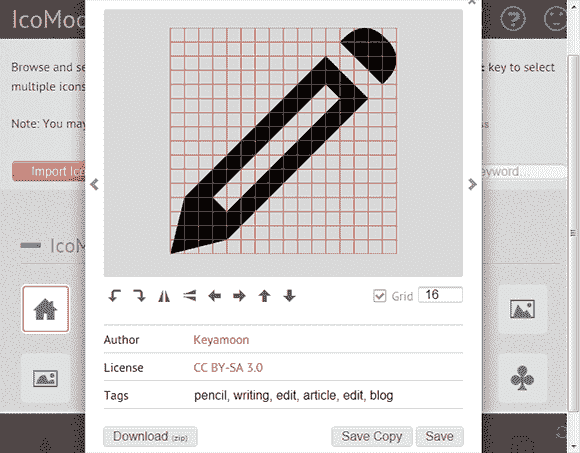 IcoMoo
Browse and se
key to select
multiple icons
Note: You may
ss
Import Ico
eyword...
IcoM
Grid 16
Author Keyamoon
License CC BY-SA 3.0
Tags pencil, writing, edit, article, edit, blog
Download (zip) Save Copy Save